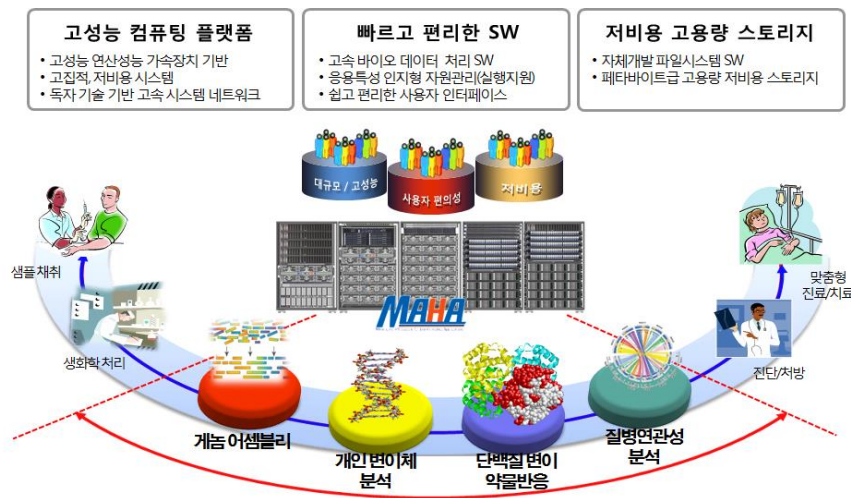 고성능 컴퓨팅 플랫폼
• 고성능 연산성능 가속장치 기반
• 고집적, 저비용 시스템
• 독자 기술 기반 고속 시스템 네트워크
빠르고 편리한 SW
• 고속 바이오 데이터 처리 SW
• 응용특성 인지형 자원관리(실행지원)
• 쉽고 편리한 사용자 인터페이스
저비용 고용량 스토리지
• 자체개발 파일시스템 SW
• 페타바이트급 고용량 저비용 스토리지
대규모 / 고성능
사용자 편의성
저비용
샘플 채취
생화학 처리
MAHA
맞춤형
진료/치료
진단/처방
게놈 어셈블리
개인 변이체
분석
단백질 변이
약물반응
질병연관성
분석